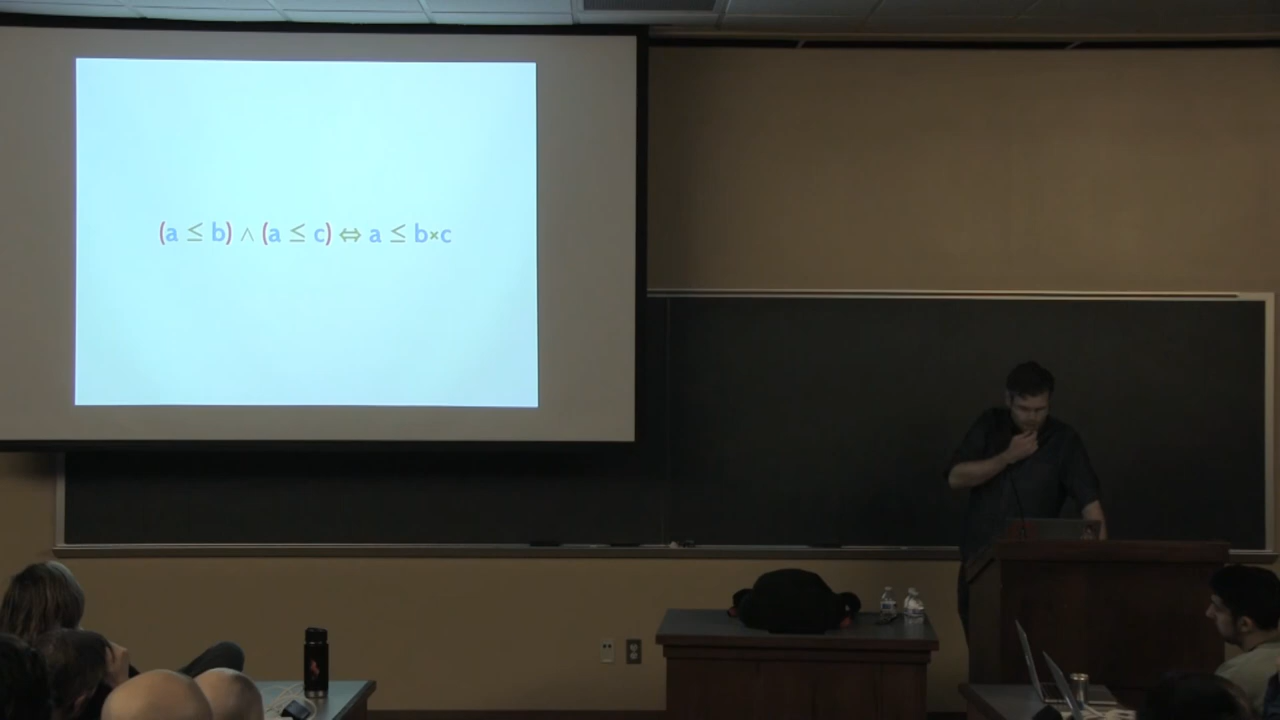 (a ≤ b) ∧ (a ≤ c) ⇔ a ≤ b×c